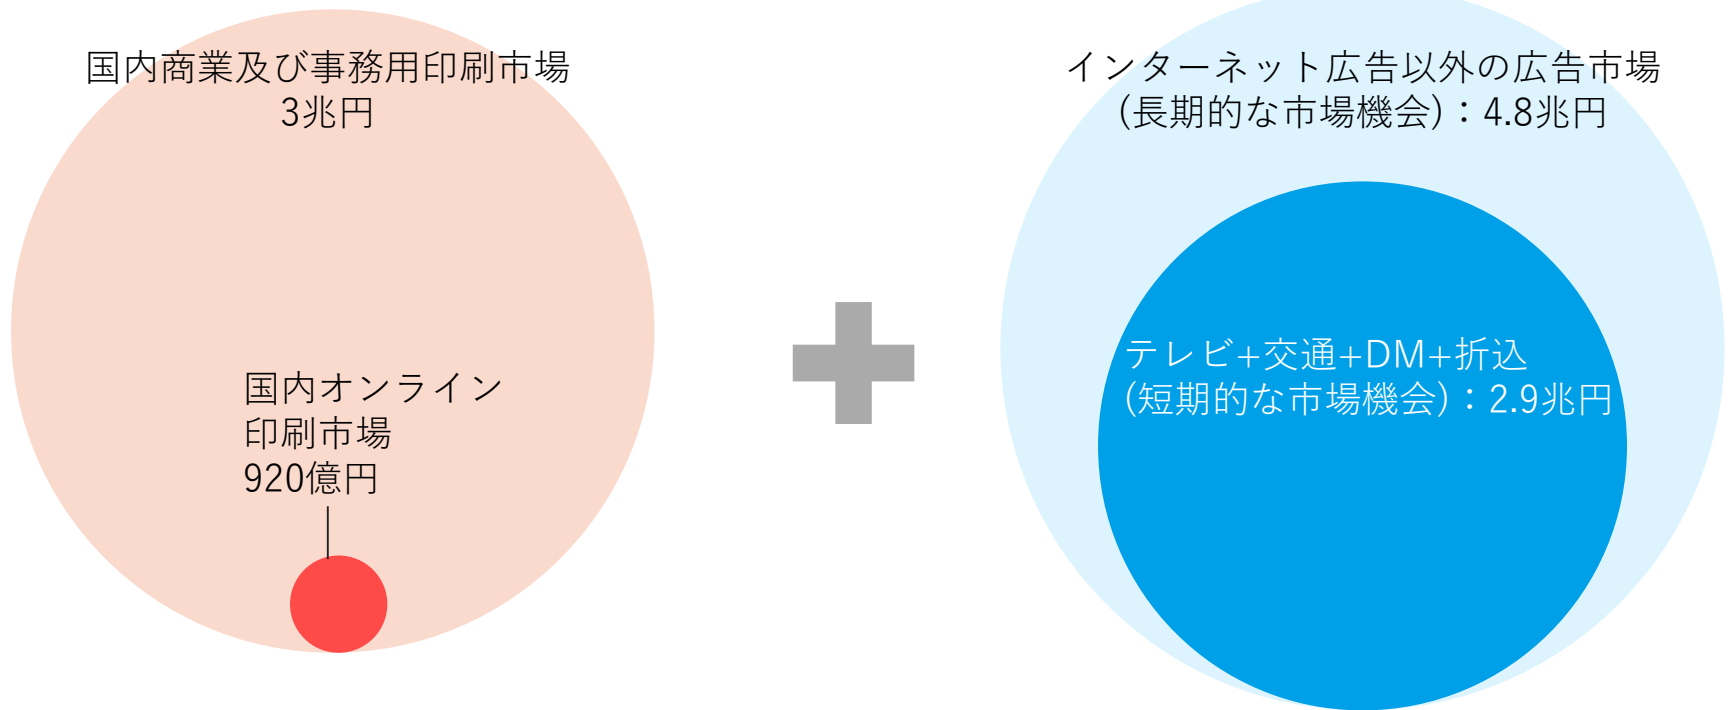 国内商業及び事務用印刷市場
3兆円
国内オンライン
印刷市場
920億円
インターネット広告以外の広告市場
(長期的な市場機会)：4.8兆円
テレビ+交通+DM+折込
(短期的な市場機会)：2.9兆円